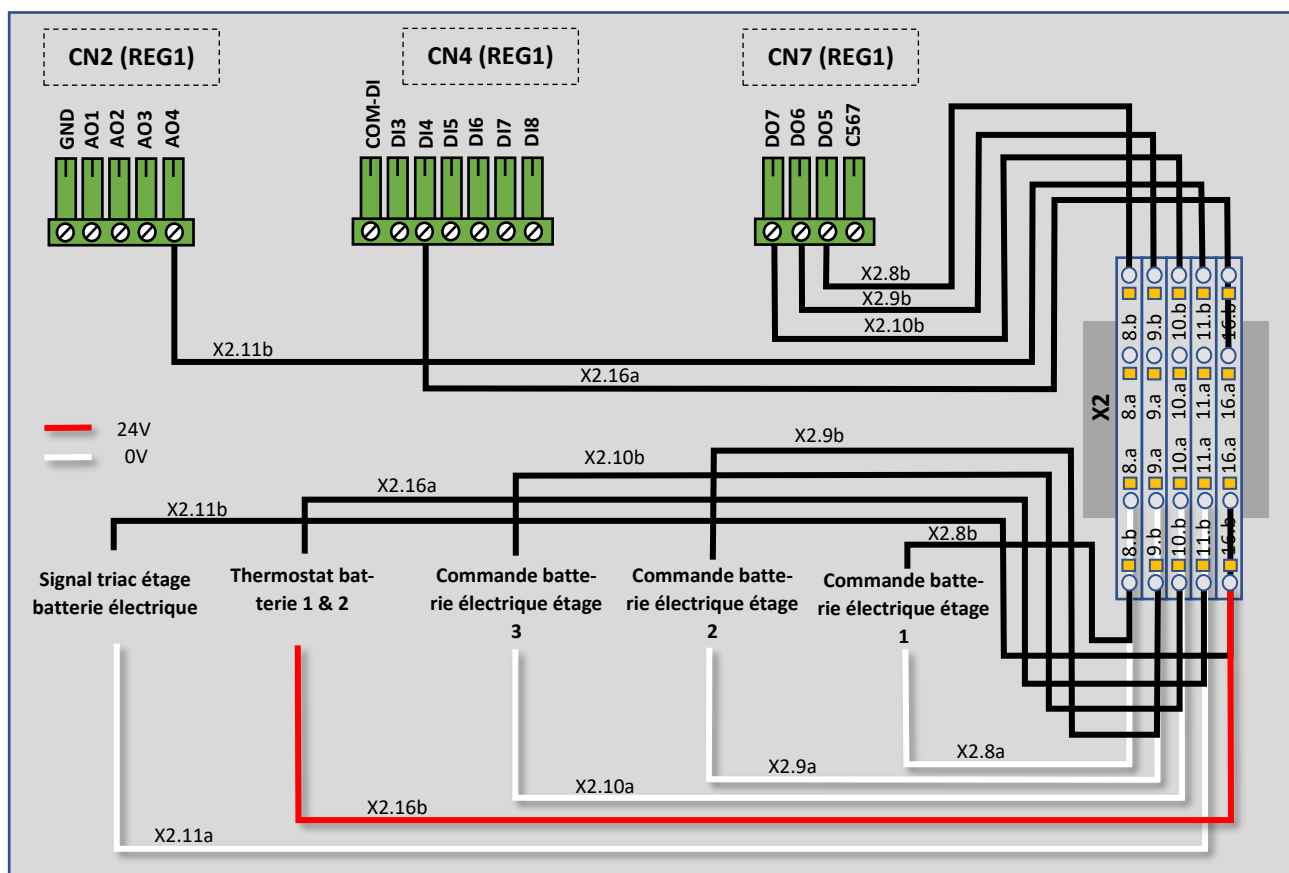 CN2 (REG1)
CN4 (REG1)
CN7 (REG1)
GND
AO1
AO2
AO3
AO4
COM-DI
DI3
DI4
DI5
DI6
DI7
DI8
DO7
DO6
DO5
C567
X2.8b
X2.9b
X2.10b
X2.11b
X2.16a
8.b
9.b
10.b
11.b
16.b
X2
8.a
9.a
10.a
11.a
16.a
24V
0V
8.a
9.a
10.a
11.a
16.a
8.b
9.b
10.b
11.b
16.b
X2.9b
X2.10b
X2.16a
X2.11b
X2.8b
Signal triac étage
batterie électrique
Thermostat bat-
terie 1 & 2
Commande batte-
rie électrique étage
3
Commande batte-
rie électrique étage
2
Commande batte-
rie électrique étage
1
X2.8a
X2.9a
X2.10a
X2.16b
X2.11a